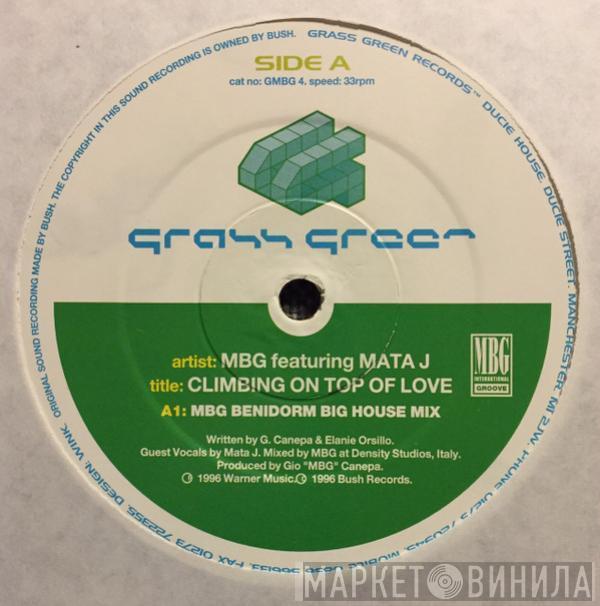 ORIGINAL SOUND RECORDING MADE BY BUSH. THE COPYRIGHT IN THIS SOUND RECORDING IS OWNED BY BUSH. GRASS GREEN RECORDS™ DUCIE HOUSE. DUCIE STREET. MANCHESTER. M1 2JW. PHONE 01273
FAX 01273 722355. DESIGN. WINK.
SIDE A
cat no: GMBG 4. speed: 33rpm
grass green
artist: MBG featuring MATA J
title: CLIMBING ON TOP OF LOVE
A1: MBG BENIDORM BIG HOUSE MIX
MBG
INTERNATIONAL
GROOVE
Written by G. Canepa & Elanie Orsillo.
Guest Vocals by Mata J. Mixed by MBG at Density Studios, Italy.
Produced by Gio "MBG" Canepa.
Ⓟ 1996 Warner Music.© 1996 Bush Records.
МАРКЕТ ВИНИЛА